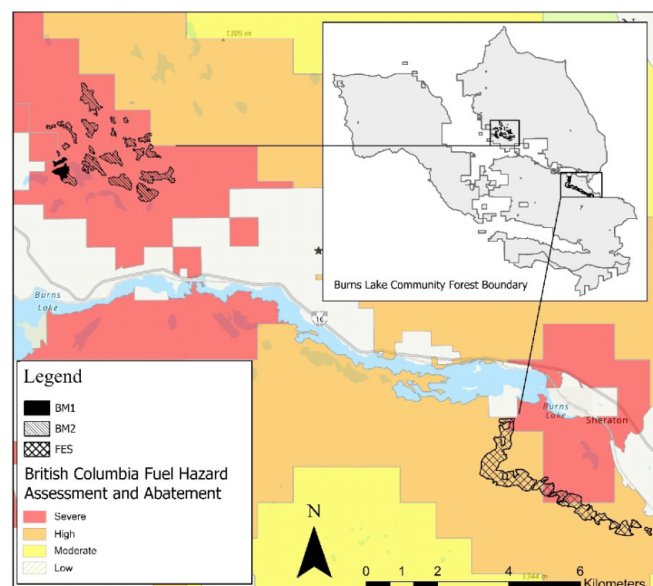 1309 m
N
Burns Lake Community Forest Boundary
Burns
Lake
16
Legend
BM1
BM2
FES
British Columbia Fuel Hazard
Assessment and Abatement
Severe
High
Moderate
Low
Burns
Lake
Sheraton
N
1344 m
0 1 2 4 6
Kilometers